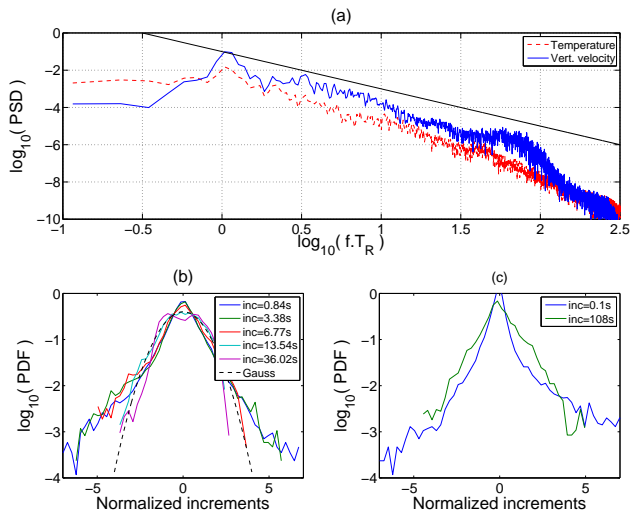 (a)
log10( PSD )
0
−2
−4
−6
−8
−10
−1
−0.5
0
0.5
1
1.5
2
2.5
log10( f.TR )
Temperature
Vert. velocity
(b)
log10( PDF )
0
−1
−2
−3
−4
−5
0
5
Normalized increments
inc=0.84s
inc=3.38s
inc=6.77s
inc=13.54s
inc=36.02s
Gauss
(c)
log10( PDF )
0
−1
−2
−3
−4
−5
0
5
Normalized increments
inc=0.1s
inc=108s